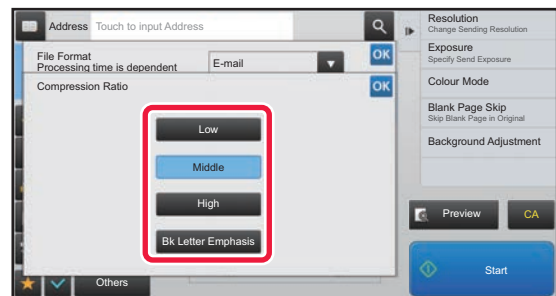 Address Touch to input Address
File Format
Processing time is dependent
E-mail
OK
Compression Ratio
OK
Low
Middle
High
Bk Letter Emphasis
Others
Resolution
Change Sending Resolution
Exposure
Specify Send Exposure
Colour Mode
Blank Page Skip
Skip Blank Page in Original
Background Adjustment
Preview
CA
Start